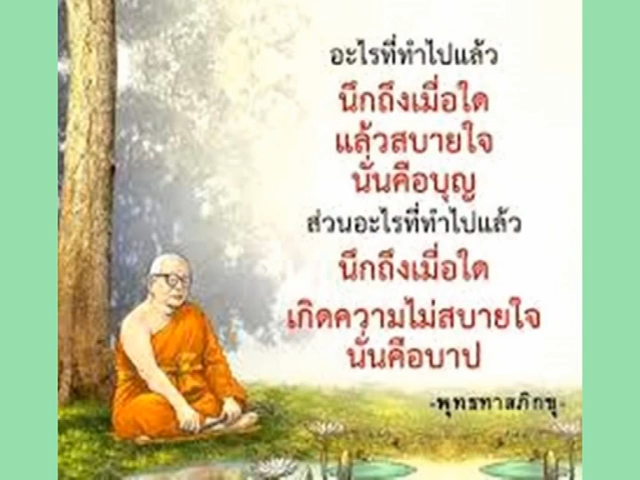 อะไรที่ทำไปแล้ว
นึกถึงเมื่อใด
แล้วสบายใจ
นั่นคือบุญ
ส่วนอะไรที่ทำไปแล้ว
นึกถึงเมื่อใด
เกิดความไม่สบายใจ
นั่นคือบาป
-พุทธทาสภิกขุ-